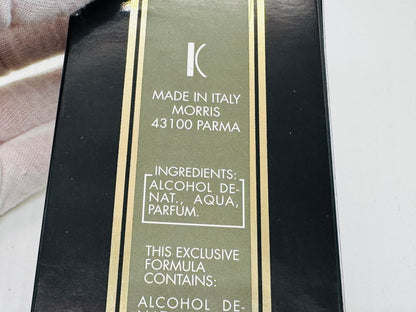 K
MADE IN ITALY
MORRIS
43100 PARMA
INGREDIENTS:
ALCOHOL DE-
NAT., AQUA,
PARFUM.
THIS EXCLUSIVE
FORMULA
CONTAINS:
ALCOHOL DE-